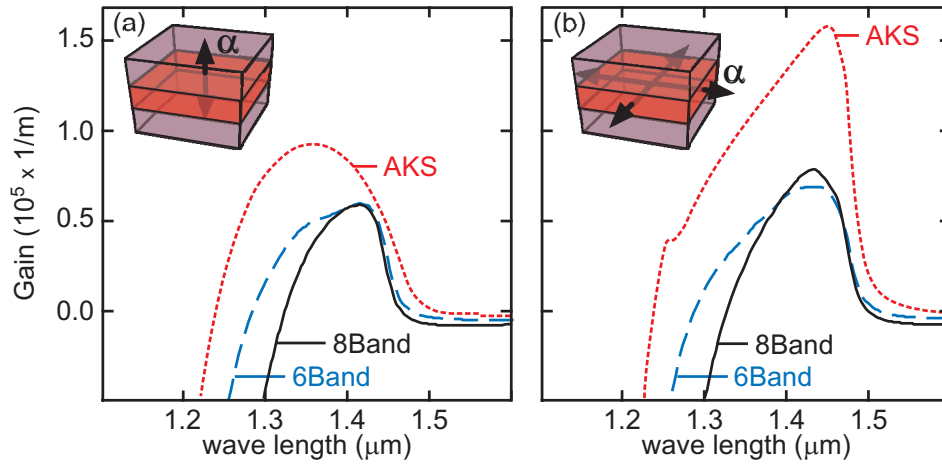 (a)
α
AKS
8Band
6Band
Gain (10⁵ x 1/m)
1.5
1.0
0.5
0.0
1.2 1.3 1.4 1.5
wave length (μm)
(b)
α
AKS
8Band
6Band
1.2 1.3 1.4 1.5
wave length (μm)